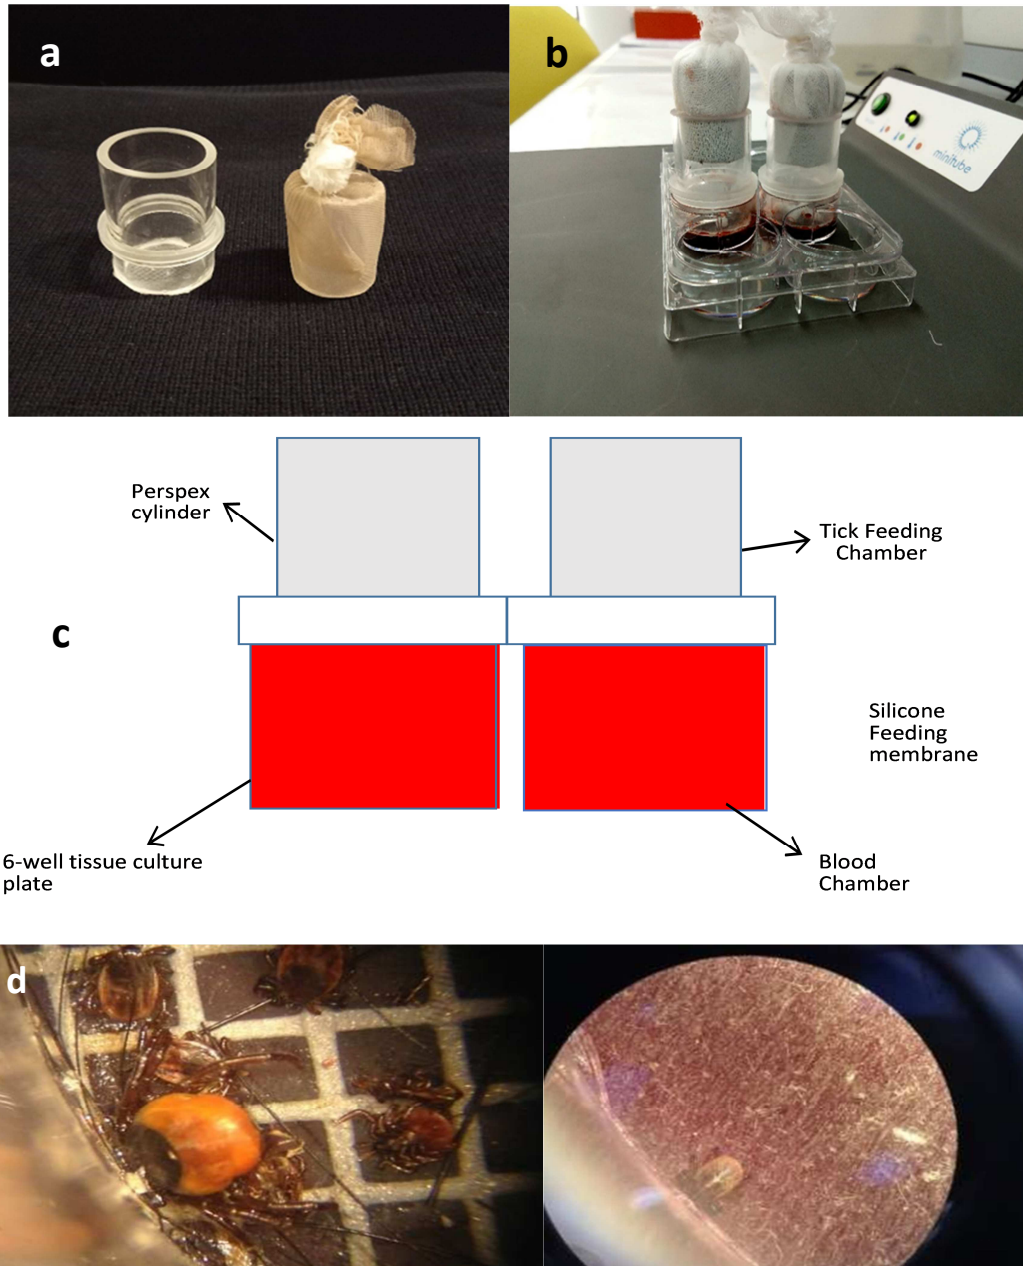 a
b
minitube
Perspex
cylinder
Tick Feeding
Chamber
c
Silicone
Feeding
membrane
6-well tissue culture
plate
Blood
Chamber
d